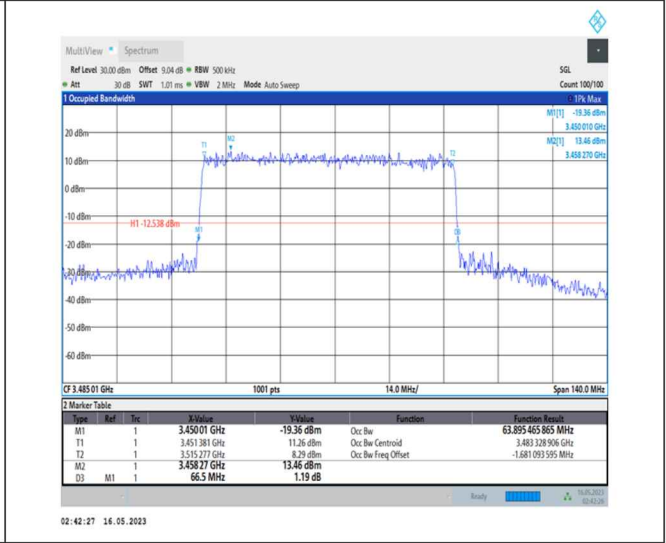 MultiView Spectrum
Ref Level 30.00 dBm Offset 9.04 dB RBW 500 kHz SGL
Att 30 dB SWT 1.01 ms VBW 2 MHz Mode Auto Sweep Count 100/100
1 Occupied Bandwidth 1Pk Max
M1[1] -19.36 dBm
3.450 010 GHz
M2[1] 13.46 dBm
3.458 270 GHz
20 dBm
T1 M2 T2
10 dBm
0 dBm
-10 dBm
H1 -12.538 dBm
M1 D3
-20 dBm
-30 dBm
-40 dBm
-50 dBm
-60 dBm
CF 3.485 01 GHz 1001 pts 14.0 MHz/ Span 140.0 MHz
2 Marker Table
Type Ref Trc X-Value Y-Value Function Function Result
M1 1 3.450 01 GHz -19.36 dBm Occ Bw 63.895 465 865 MHz
T1 1 3.451 381 GHz 11.26 dBm Occ Bw Centroid 3.483 328 906 GHz
T2 1 3.515 277 GHz 8.29 dBm Occ Bw Freq Offset -1.681 093 595 MHz
M2 1 3.458 27 GHz 13.46 dBm
D3 M1 1 66.5 MHz 1.19 dB
Ready 16.05.2023
02:42:26
02:42:27 16.05.2023